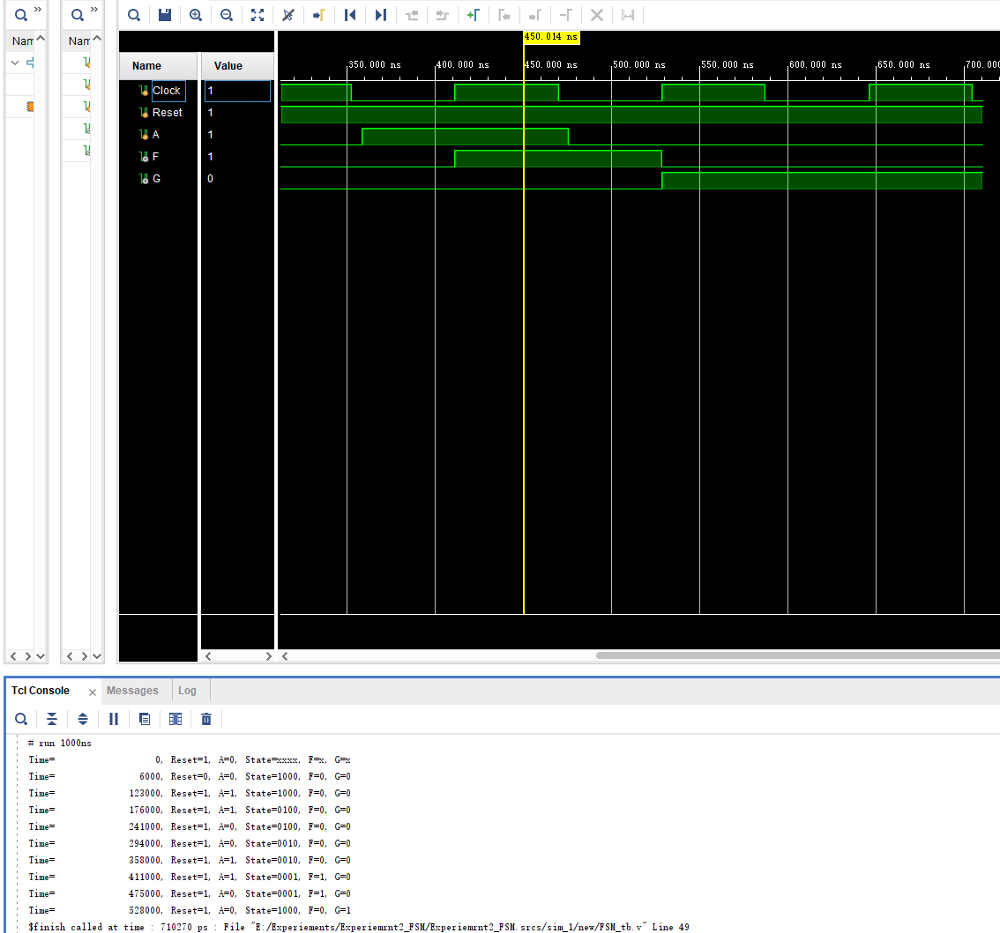 »
»
Nam
Nam
450.014 ns
Name
Value
350.000 ns
400.000 ns
450.000 ns
500.000 ns
550.000 ns
600.000 ns
650.000 ns
700.000
Clock 1
Reset 1
A 1
F 1
G 0
Tcl Console × Messages Log
# run 1000ns
Time= 0, Reset=1, A=0, State=xxxx, F=x, G=x
Time= 6000, Reset=0, A=0, State=1000, F=0, G=0
Time= 123000, Reset=1, A=1, State=1000, F=0, G=0
Time= 176000, Reset=1, A=1, State=0100, F=0, G=0
Time= 241000, Reset=1, A=0, State=0100, F=0, G=0
Time= 294000, Reset=1, A=0, State=0010, F=0, G=0
Time= 358000, Reset=1, A=1, State=0010, F=0, G=0
Time= 411000, Reset=1, A=1, State=0001, F=1, G=0
Time= 475000, Reset=1, A=0, State=0001, F=1, G=0
Time= 528000, Reset=1, A=0, State=1000, F=0, G=1
$finish called at time : 710270 ps : File "E:/Experiements/Experiemrnt2_FSM/Experiemrnt2_FSM.srcs/sim_1/new/FSM_tb.v" Line 49